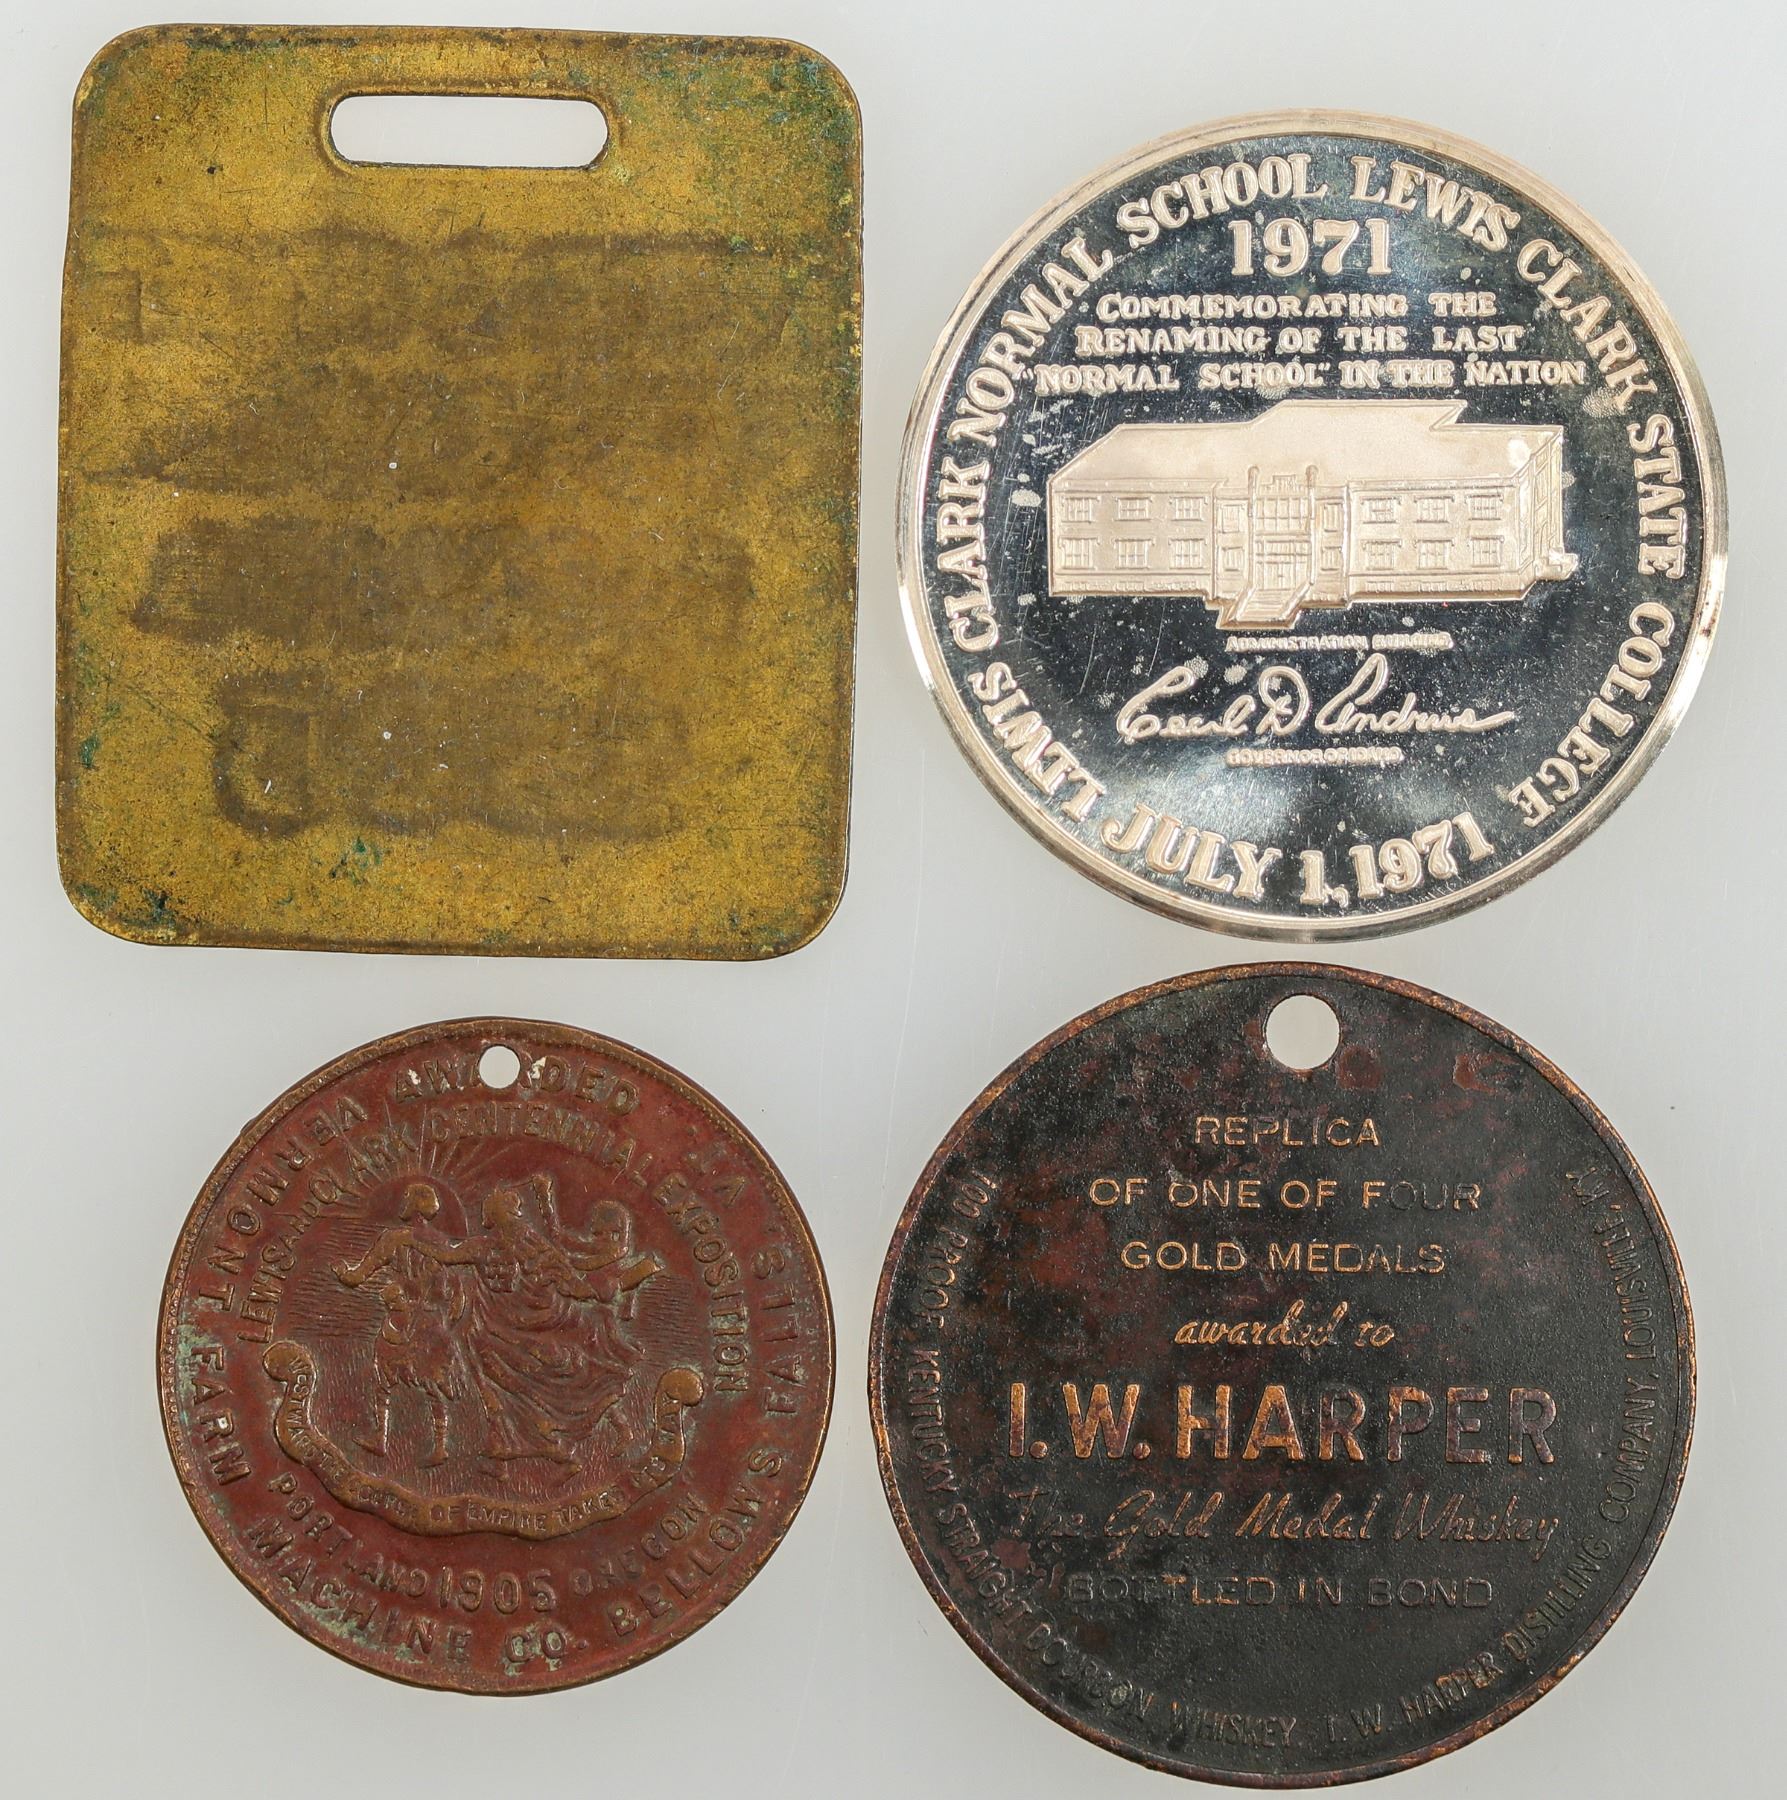 LEWIS CLARK NORMAL SCHOOL LEWIS CLARK STATE COLLEGE
1971
COMMEMORATING THE
RENAMING OF THE LAST
"NORMAL SCHOOL" IN THE NATION
ADMINISTRATION BUILDING
Cecil D Andrus
GOVERNOR OF IDAHO
JULY 1, 1971
AWARDED
VERMONT FARM MACHINE CO. BELLOWS FALLS, VT.
LEWIS AND CLARK CENTENNIAL EXPOSITION
WESTWARD THE COURSE OF EMPIRE TAKES ITS WAY
PORTLAND 1905 OREGON
REPLICA
OF ONE OF FOUR
GOLD MEDALS
awarded to
I.W. HARPER
The Gold Medal Whiskey
BOTTLED IN BOND
100 PROOF KENTUCKY STRAIGHT BOURBON WHISKEY. I. W. HARPER DISTILLING COMPANY, LOUISVILLE, KY